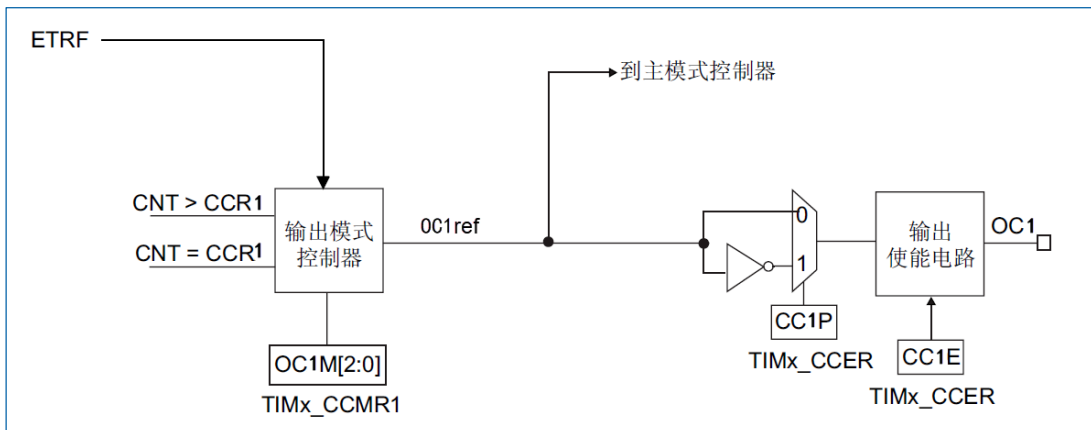 ETRF
到主模式控制器
CNT > CCR1
CNT = CCR1
输出模式
控制器
OC1ref
0
1
输出
使能电路
OC1
CC1P
TIMx_CCER
CC1E
TIMx_CCER
OC1M[2:0]
TIMx_CCMR1